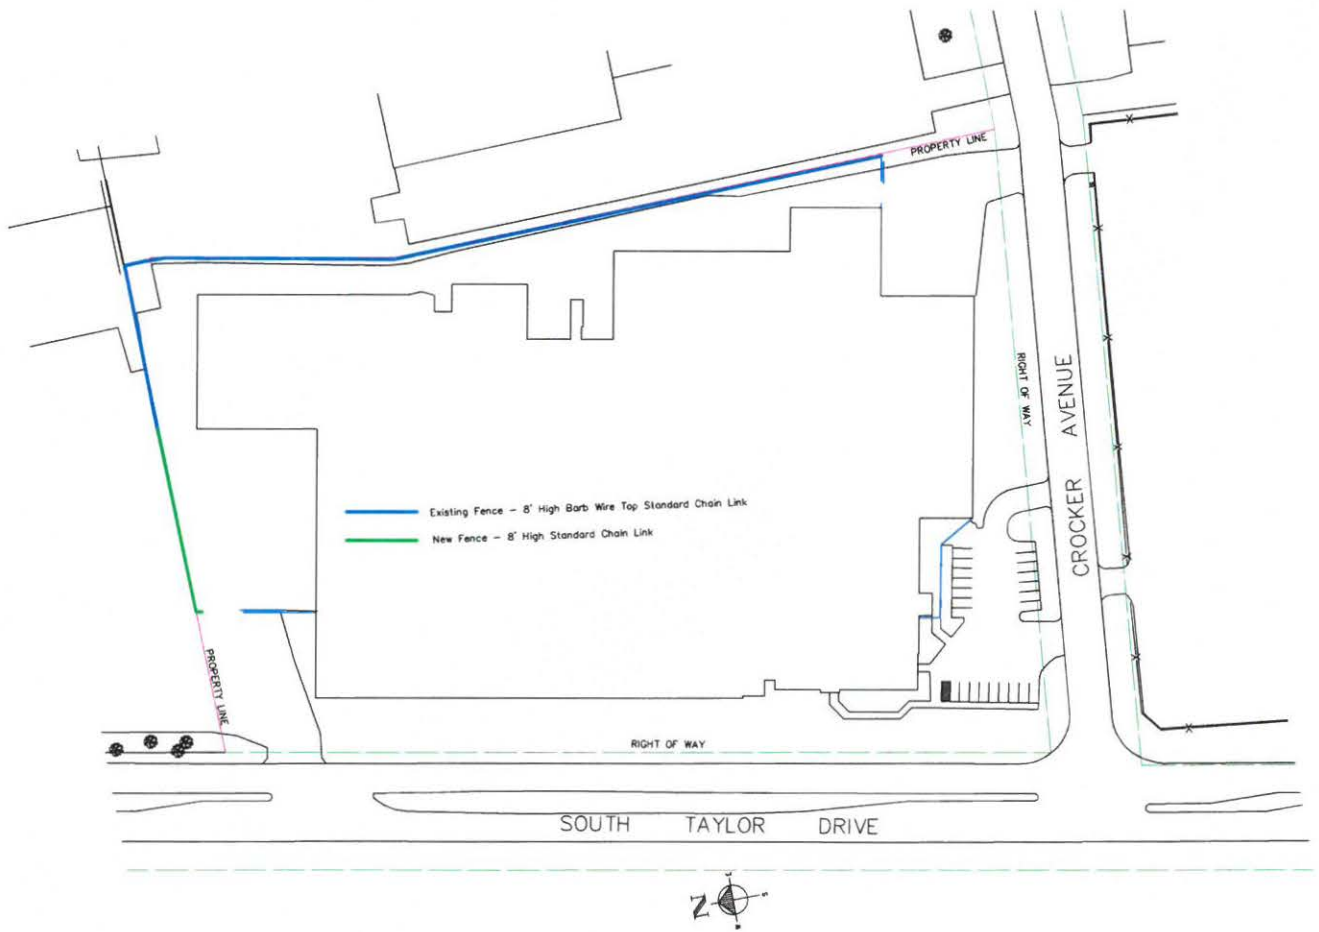 PROPERTY LINE
RIGHT OF WAY
CROCKER AVENUE
Existing Fence - 8' High Barb Wire Top Standard Chain Link
New Fence - 8' High Standard Chain Link
PROPERTY LINE
RIGHT OF WAY
SOUTH TAYLOR DRIVE
N